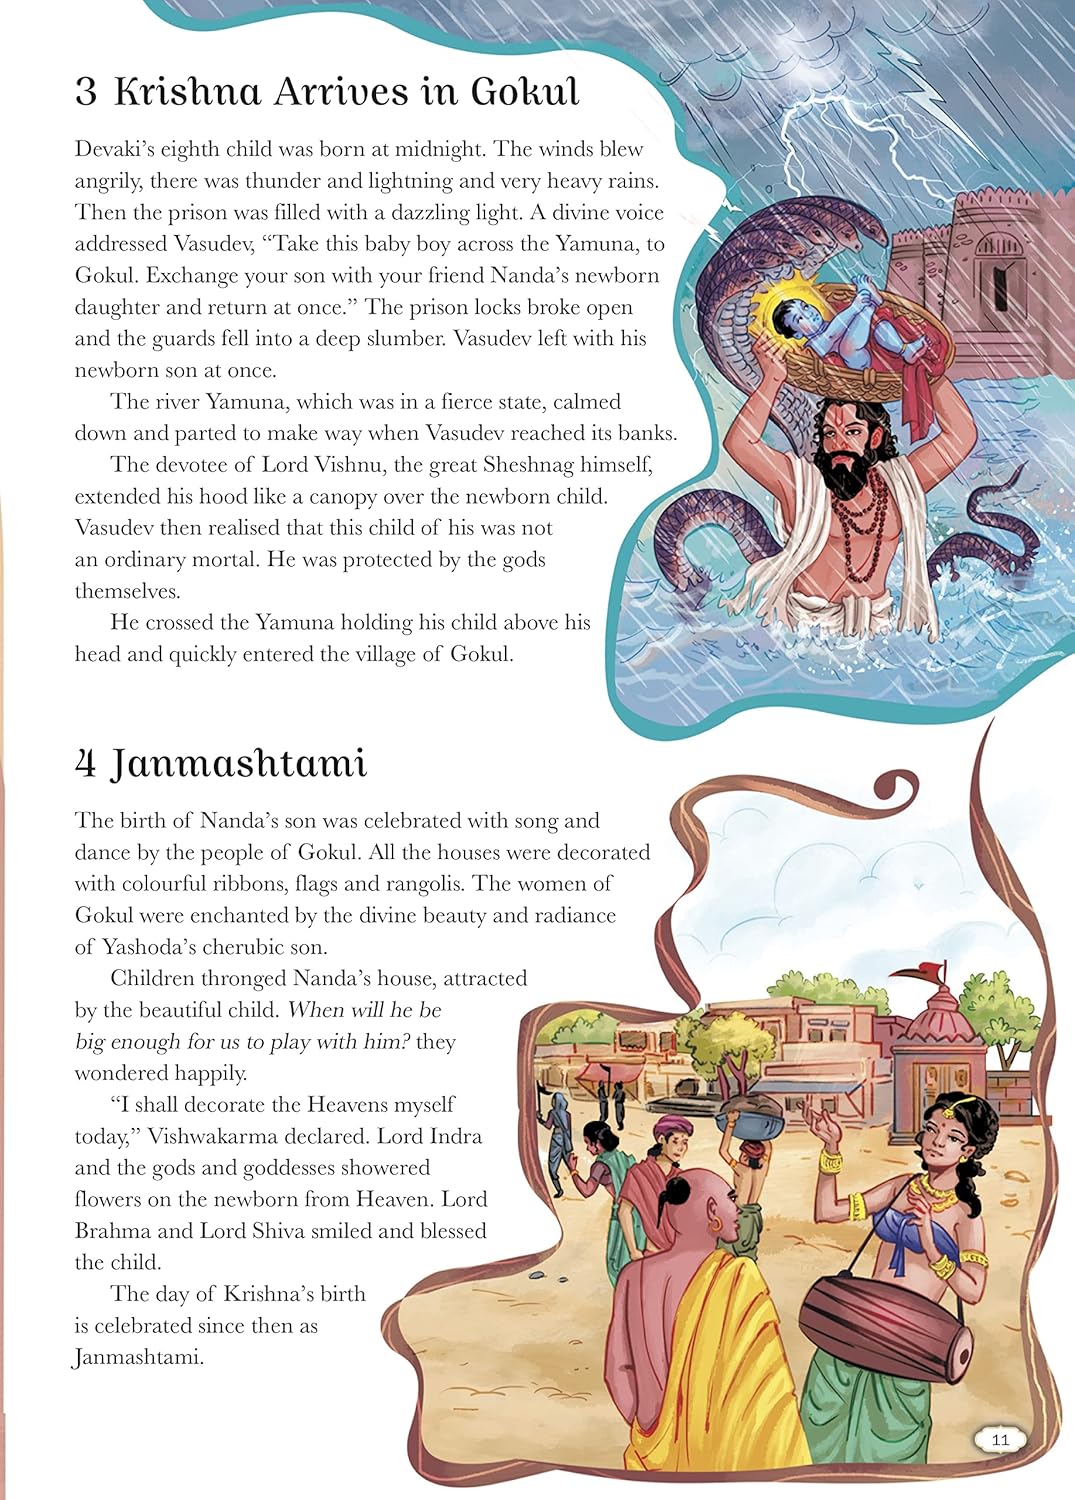 3 Krishna Arrives in Gokul
Devaki’s eighth child was born at midnight. The winds blew
angrily, there was thunder and lightning and very heavy rains.
Then the prison was filled with a dazzling light. A divine voice
addressed Vasudev, “Take this baby boy across the Yamuna, to
Gokul. Exchange your son with your friend Nanda’s newborn
daughter and return at once.” The prison locks broke open
and the guards fell into a deep slumber. Vasudev left with his
newborn son at once.
The river Yamuna, which was in a fierce state, calmed
down and parted to make way when Vasudev reached its banks.
The devotee of Lord Vishnu, the great Sheshnag himself,
extended his hood like a canopy over the newborn child.
Vasudev then realised that this child of his was not
an ordinary mortal. He was protected by the gods
themselves.
He crossed the Yamuna holding his child above his
head and quickly entered the village of Gokul.
4 Janmashtami
The birth of Nanda’s son was celebrated with song and
dance by the people of Gokul. All the houses were decorated
with colourful ribbons, flags and rangolis. The women of
Gokul were enchanted by the divine beauty and radiance
of Yashoda’s cherubic son.
Children thronged Nanda’s house, attracted
by the beautiful child. When will he be
big enough for us to play with him? they
wondered happily.
“I shall decorate the Heavens myself
today,” Vishwakarma declared. Lord Indra
and the gods and goddesses showered
flowers on the newborn from Heaven. Lord
Brahma and Lord Shiva smiled and blessed
the child.
The day of Krishna’s birth
is celebrated since then as
Janmashtami.
11